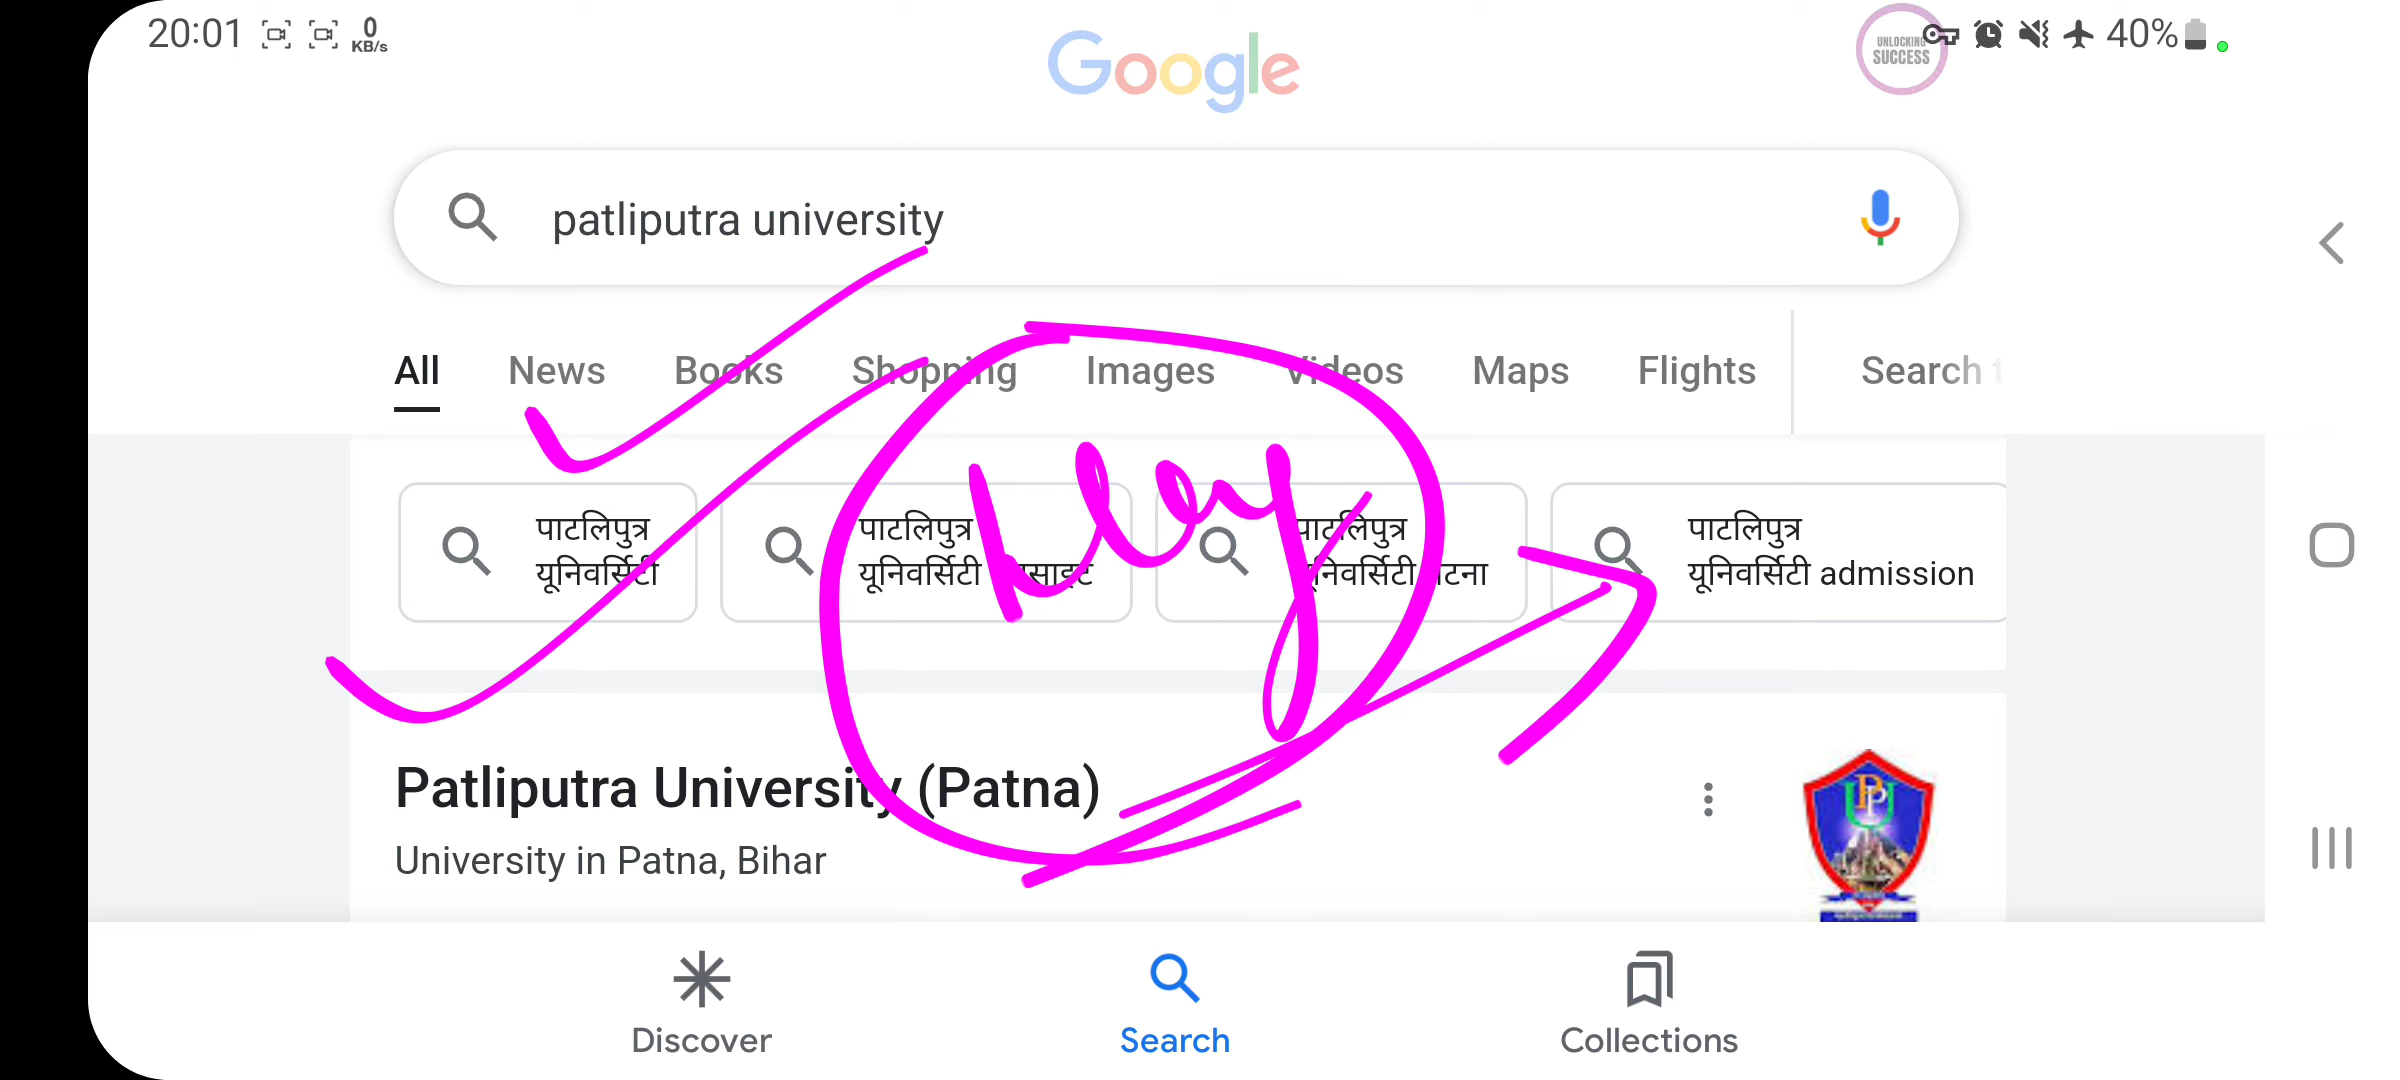 20:01 0 KB/s 40%
Google
UNLOCKING SUCCESS
patliputra university
All News Books Shopping Images Videos Maps Flights Search
पाटलिपुत्र यूनिवर्सिटी
पाटलिपुत्र यूनिवर्सिटी
पाटलिपुत्र यूनिवर्सिटी
पाटलिपुत्र यूनिवर्सिटी admission
Patliputra University (Patna)
University in Patna, Bihar
Discover Search Collections